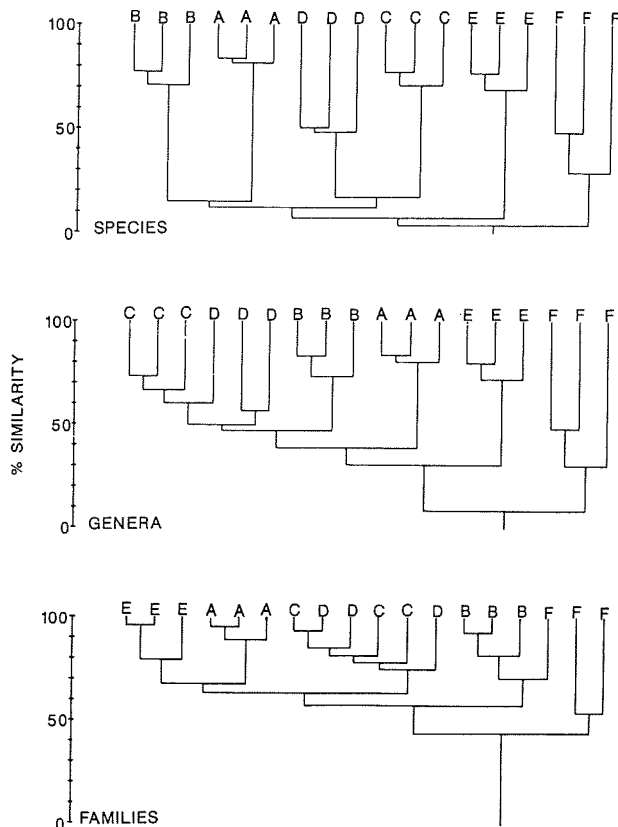 B B B A A A D D D C C C E E E F F F
100
50
0
SPECIES
C C C D D D B B B A A A E E E F F F
100
50
0
GENERA
% SIMILARITY
E E E A A A C D D C C D B B B F F F
100
50
0
FAMILIES